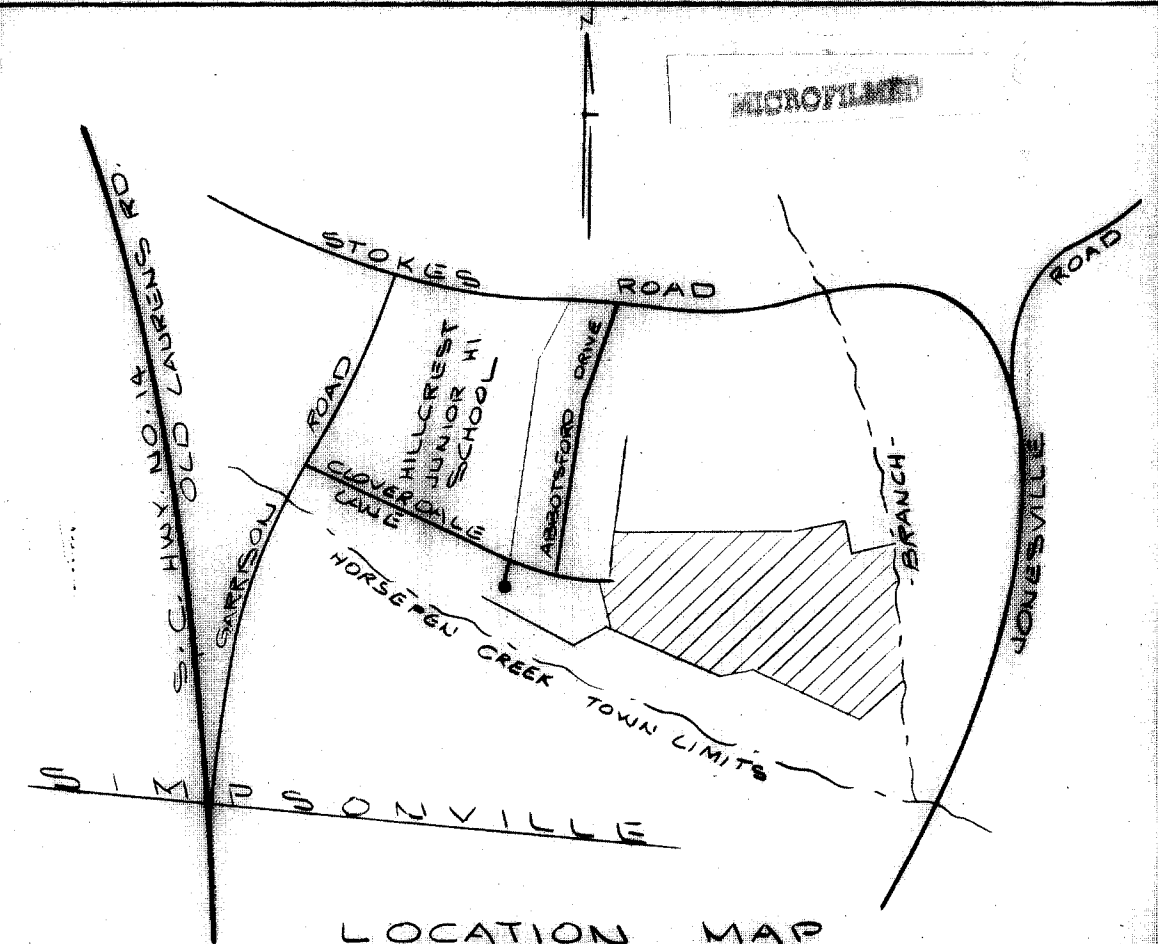 N
MICROFILMED
S.C. HWY. NO. 14
OLD LAURENS RD.
STOKES ROAD
JONESVILLE ROAD
GARRISON ROAD
HILLCREST
JUNIOR HI
SCHOOL
ABBOTSFORD DRIVE
CLOVERDALE
LANE
BRANCH
HORSEPEN CREEK TOWN LIMITS
SIMPSONVILLE
LOCATION MAP